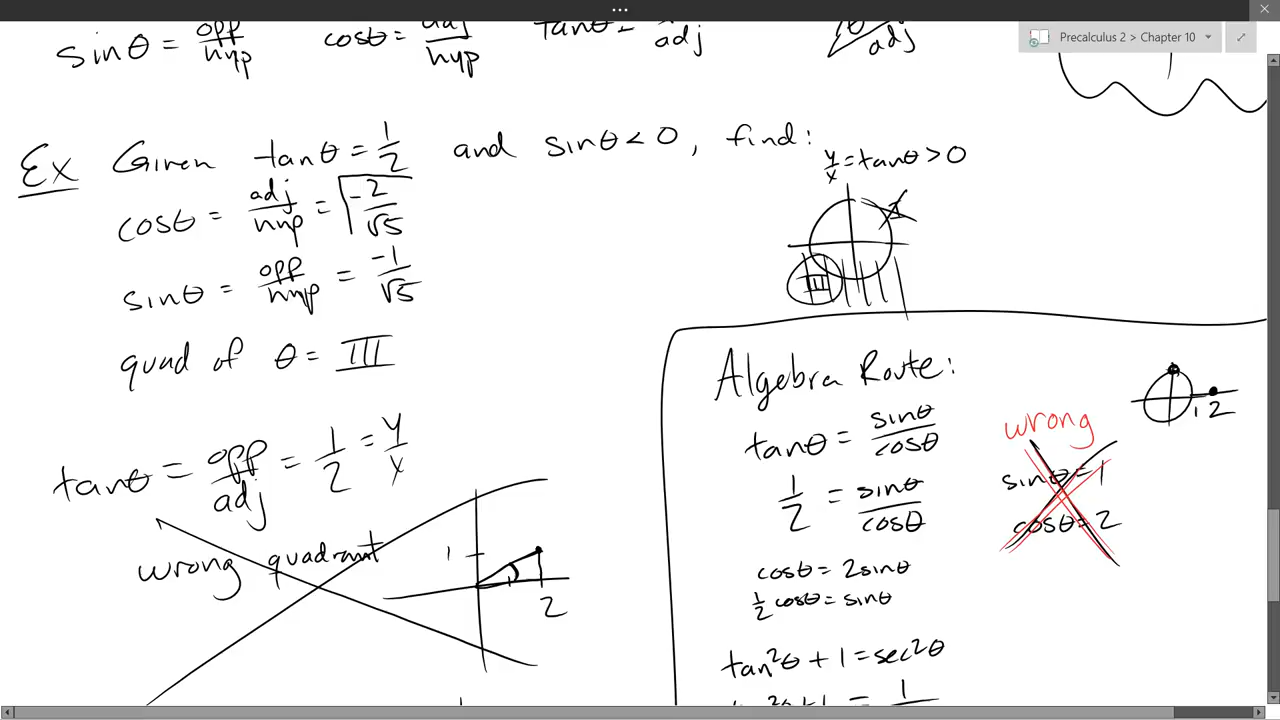 sinθ = opp/hyp cosθ = adj/hyp tanθ = /adj θ adj
Precalculus 2 > Chapter 10
Ex Given tanθ = 1/2 and sinθ < 0, find:
cosθ = adj/hyp = -2/√5
sinθ = opp/hyp = -1/√5
quad of θ = III
tanθ = opp/adj = 1/2 = y/x
wrong quadrant
1
2
y/x = tanθ > 0
I
III
Algebra Route:
tanθ = sinθ/cosθ
1/2 = sinθ/cosθ
cosθ = 2sinθ
1/2 cosθ = sinθ
tan²θ + 1 = sec²θ
wrong
sinθ = 1
cosθ = 2
1 2